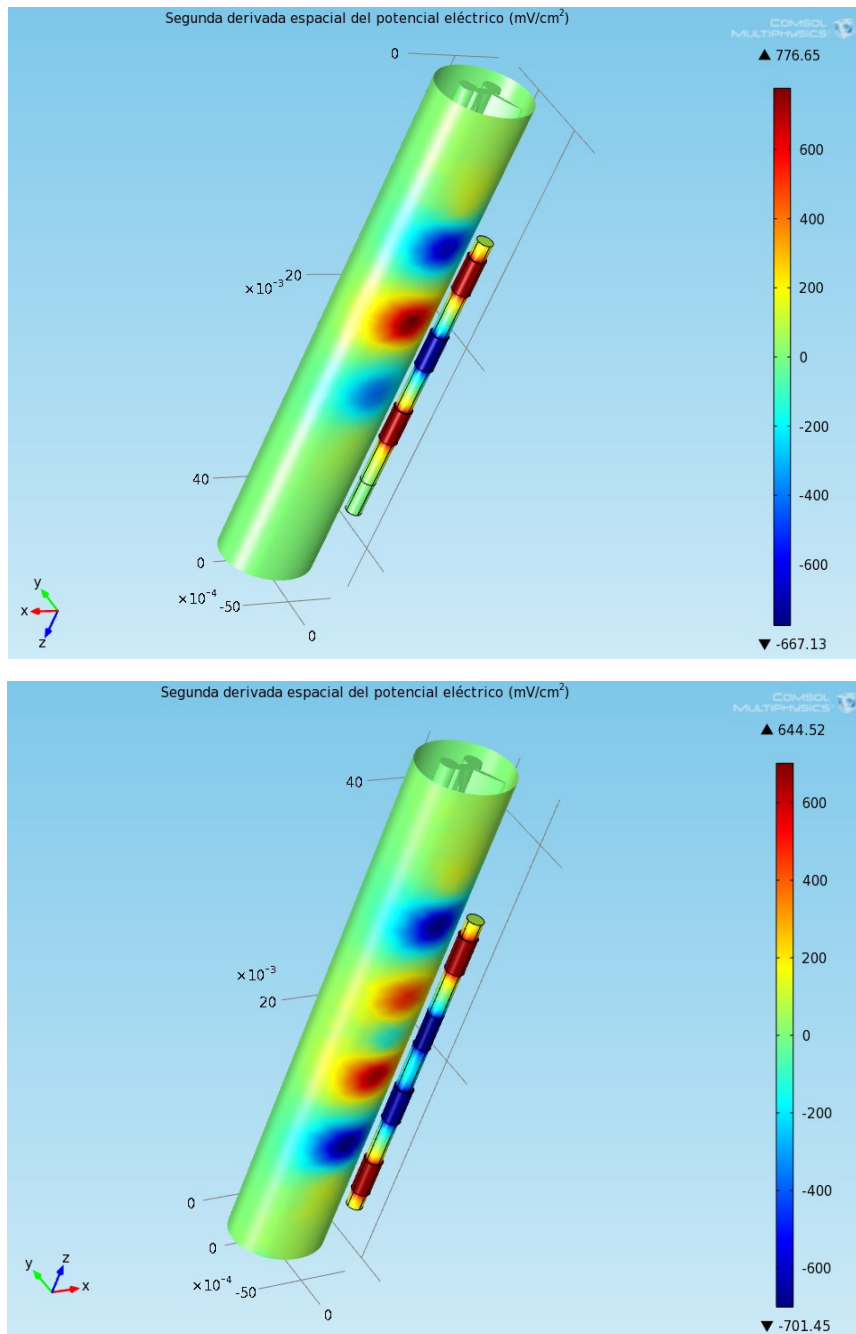 Segunda derivada espacial del potencial eléctrico (mV/cm²)
COMSOL
MULTIPHYSICS
▲ 776.65
0
600
400
200
×10⁻³ 20
0
-200
-400
40
-600
0
×10⁻⁴ -50
y
x
z
0
▼ -667.13
Segunda derivada espacial del potencial eléctrico (mV/cm²)
COMSOL
MULTIPHYSICS
▲ 644.52
40
600
400
200
×10⁻³
20
0
-200
-400
0
0
-600
y z
x
×10⁻⁴ -50
0
▼ -701.45